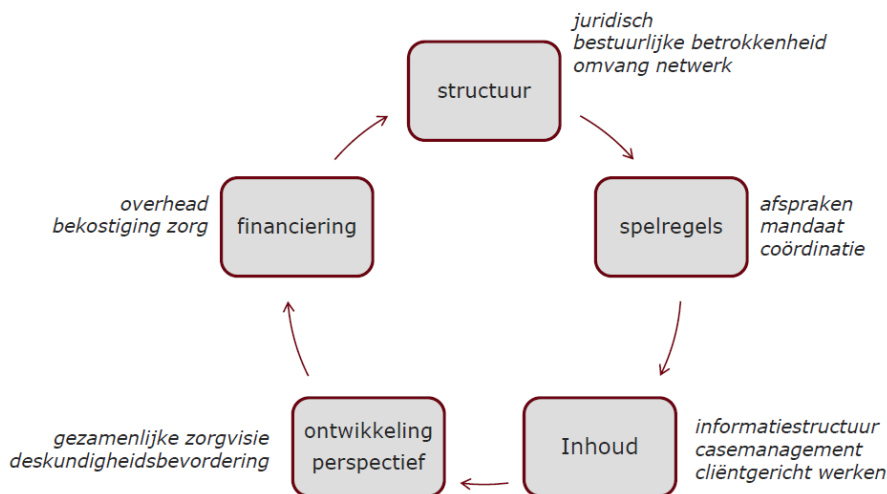 juridisch
bestuurlijke betrokkenheid
omvang netwerk
structuur
overhead
bekostiging zorg
financiering
spelregels
afspraken
mandaat
coördinatie
gezamenlijke zorgvisie
deskundigheidsbevordering
ontwikkeling
perspectief
Inhoud
informatiestructuur
casemanagement
cliëntgericht werken